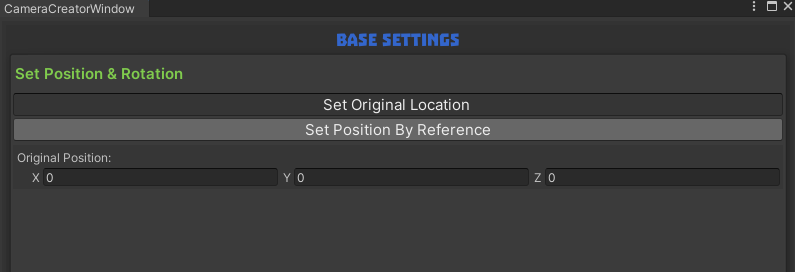 CameraCreatorWindow
BASE SETTINGS
Set Position & Rotation
Set Original Location
Set Position By Reference
Original Position:
X 0 Y 0 Z 0